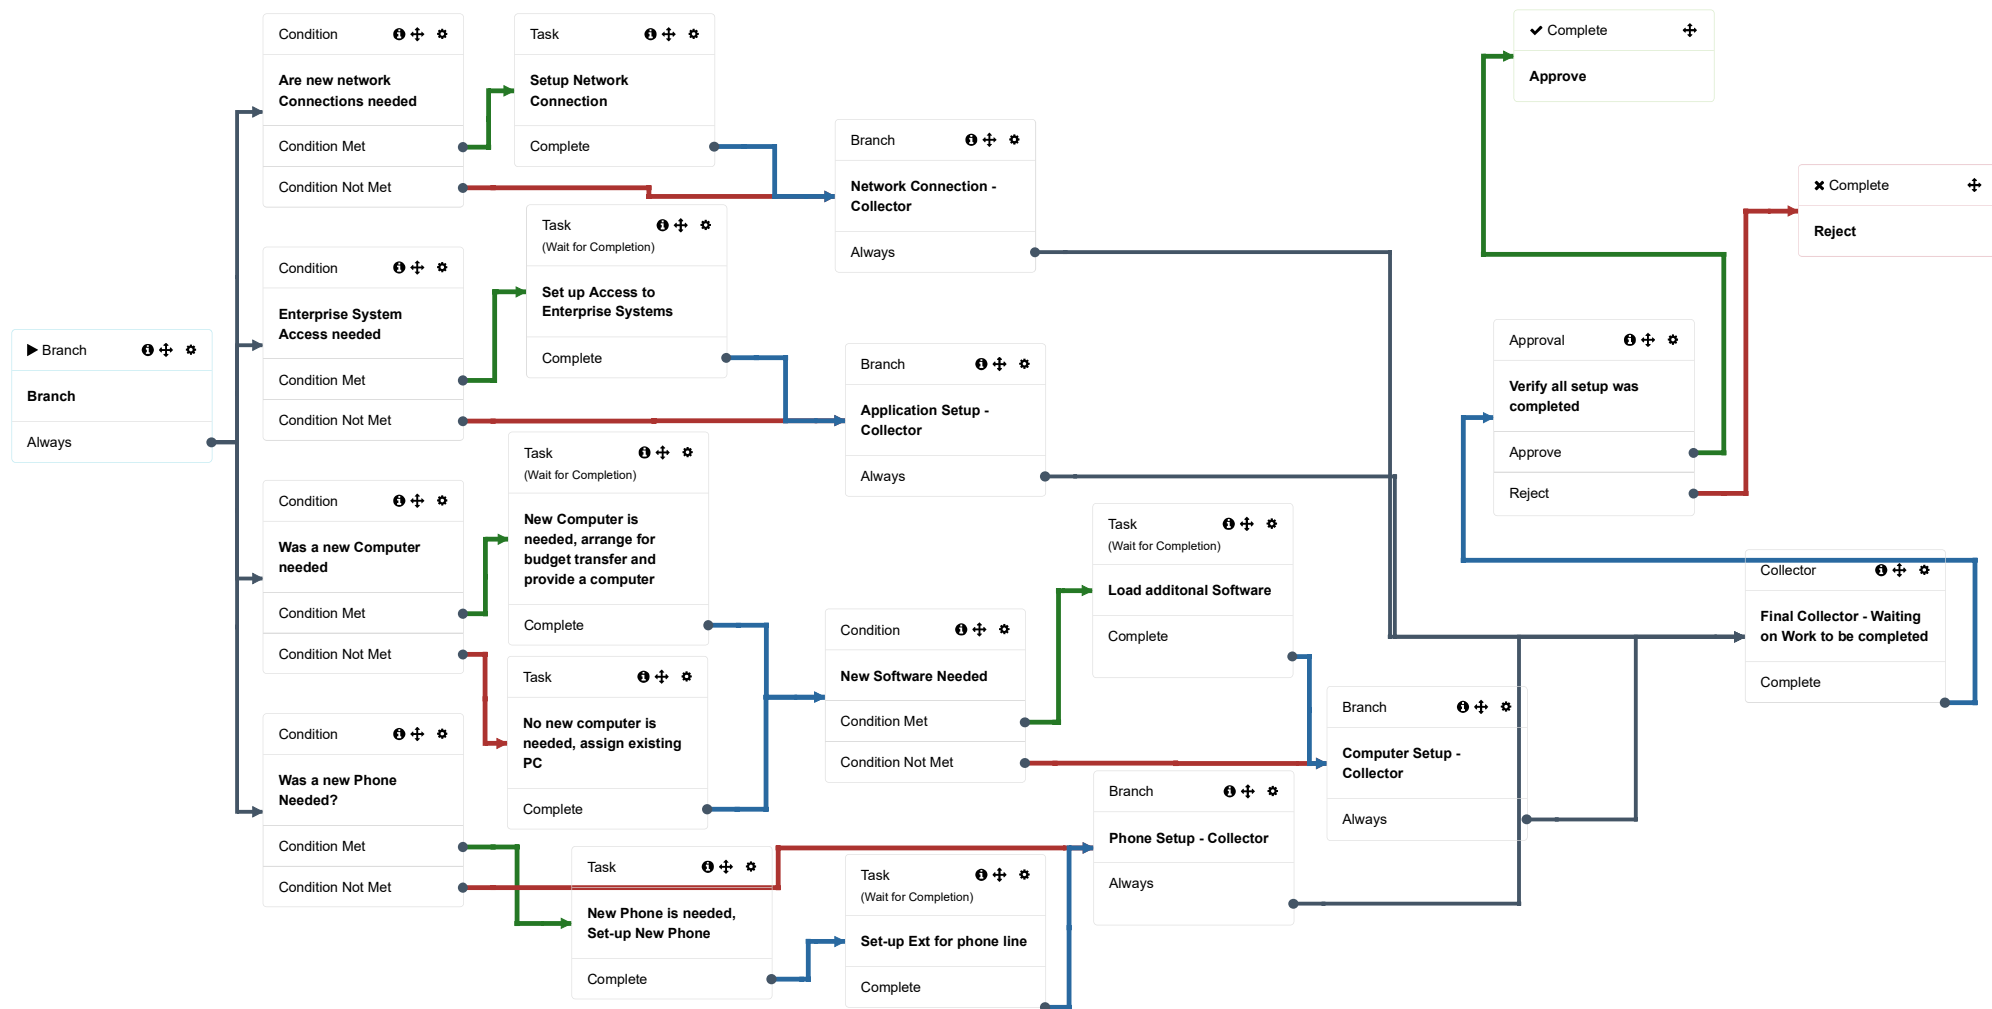 Branch
Branch
Always
Condition
Are new network
Connections needed
Condition Met
Condition Not Met
Task
Setup Network
Connection
Complete
Branch
Network Connection -
Collector
Always
Condition
Enterprise System
Access needed
Condition Met
Condition Not Met
Task
(Wait for Completion)
Set up Access to
Enterprise Systems
Complete
Branch
Application Setup -
Collector
Always
Condition
Was a new Computer
needed
Condition Met
Condition Not Met
Task
(Wait for Completion)
New Computer is
needed, arrange for
budget transfer and
provide a computer
Complete
Task
No new computer is
needed, assign existing
PC
Complete
Condition
New Software Needed
Condition Met
Condition Not Met
Task
(Wait for Completion)
Load additonal Software
Complete
Branch
Computer Setup -
Collector
Always
Condition
Was a new Phone
Needed?
Condition Met
Condition Not Met
Task
New Phone is needed,
Set-up New Phone
Complete
Task
(Wait for Completion)
Set-up Ext for phone line
Complete
Branch
Phone Setup - Collector
Always
Collector
Final Collector - Waiting
on Work to be completed
Complete
Approval
Verify all setup was
completed
Approve
Reject
Complete
Approve
Complete
Reject